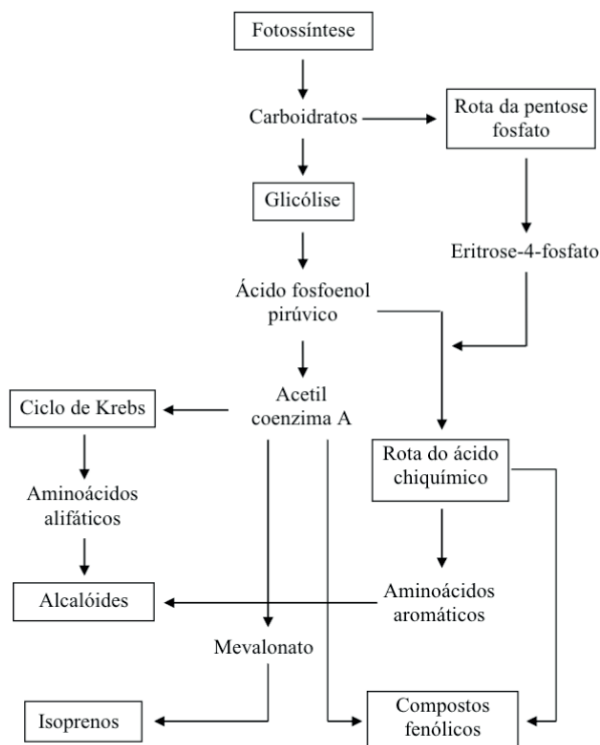 Fotossíntese
Carboidratos
Rota da pentose
fosfato
Glicólise
Eritrose-4-fosfato
Ácido fosfoenol
pirúvico
Acetil
coenzima A
Ciclo de Krebs
Rota do ácido
chiquímico
Aminoácidos
alifáticos
Alcalóides
Aminoácidos
aromáticos
Mevalonato
Isoprenos
Compostos
fenólicos